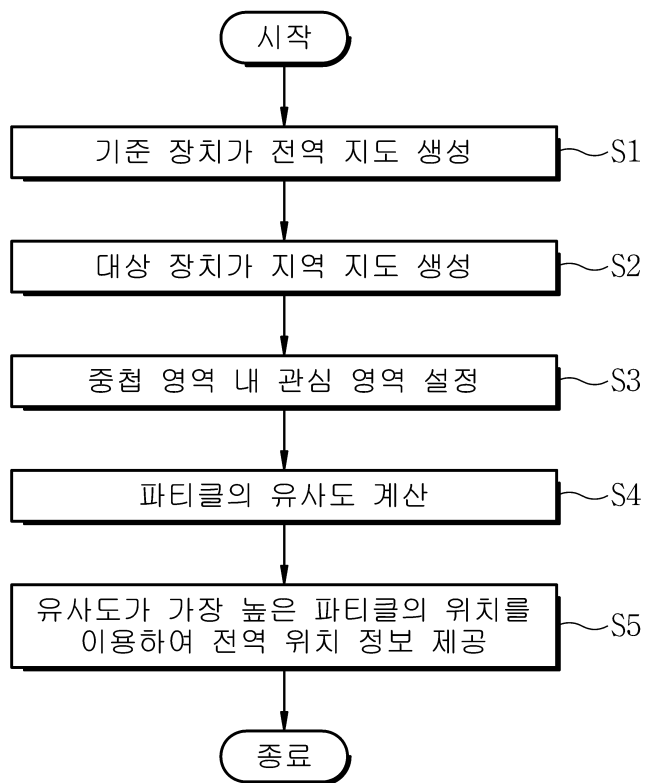 시작
기준 장치가 전역 지도 생성
S1
대상 장치가 지역 지도 생성
S2
중첩 영역 내 관심 영역 설정
S3
파티클의 유사도 계산
S4
유사도가 가장 높은 파티클의 위치를
이용하여 전역 위치 정보 제공
S5
종료